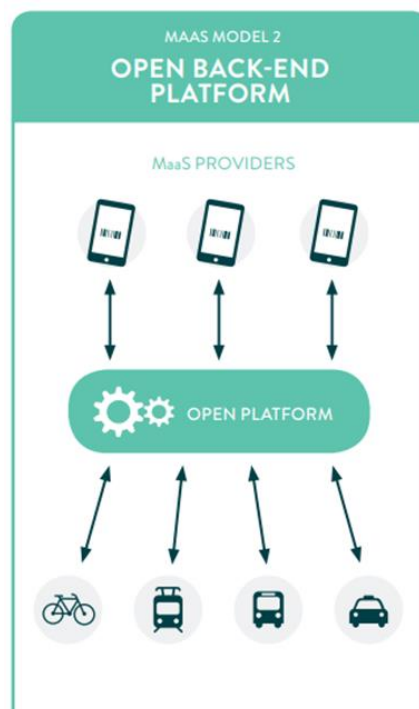 MAAS MODEL 2
OPEN BACK-END
PLATFORM
MaaS PROVIDERS
OPEN PLATFORM